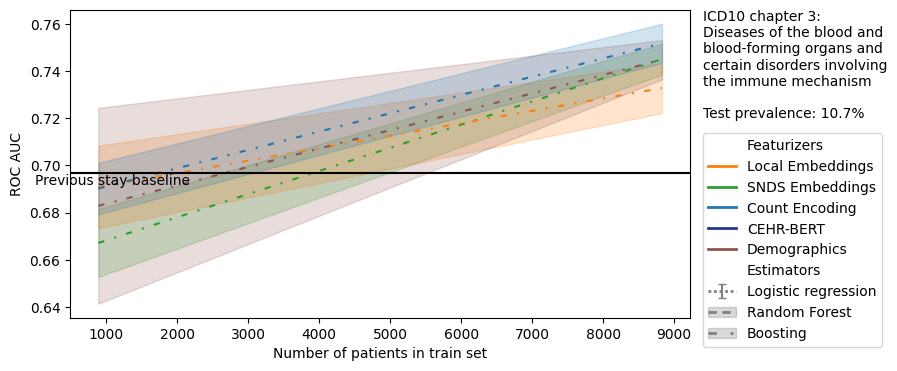 0.76
0.74
0.72
0.70
0.68
0.66
0.64
ROC AUC
Previous stay baseline
1000 2000 3000 4000 5000 6000 7000 8000 9000
Number of patients in train set
ICD10 chapter 3:
Diseases of the blood and
blood-forming organs and
certain disorders involving
the immune mechanism
Test prevalence: 10.7%
Featurizers
Local Embeddings
SNDS Embeddings
Count Encoding
CEHR-BERT
Demographics
Estimators
Logistic regression
Random Forest
Boosting